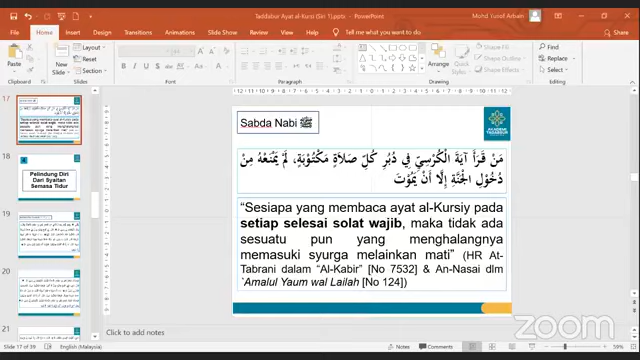 Taddabur Ayat al-Kursi (Siri 1).pptx - PowerPoint
Mohd Yusof Arbain
File Home Insert Design Transitions Animations Slide Show Review View Help Tell me what you want to do Share
Paste
New Slide
Layout
Reset
Section
Arrange
Quick Styles
Shape Fill
Shape Outline
Shape Effects
Find
Replace
Select
Clipboard Slides Font Paragraph Drawing Editing
17
18
4
Pelindung Diri
Dari Syaitan
Semasa Tidur
19
20
21
Sabda Nabi ﷺ
مَنْ قَرَأَ آيَةَ الْكُرْسِيِّ فِي دُبُرِ كُلِّ صَلَاةٍ مَكْتُوبَةٍ، لَمْ يَمْنَعْهُ مِنْ
دُخُولِ الْجَنَّةِ إِلَّا أَنْ يَمُوْتَ
“Sesiapa yang membaca ayat al-Kursiy pada
setiap selesai solat wajib, maka tidak ada
sesuatu pun yang menghalangnya
memasuki syurga melainkan mati” (HR At-
Tabrani dalam “Al-Kabir” [No 7532] & An-Nasai dlm
`Amalul Yaum wal Lailah [No 124])
Click to add notes
zoom
Slide 17 of 39 English (Malaysia) Notes Comments 59%